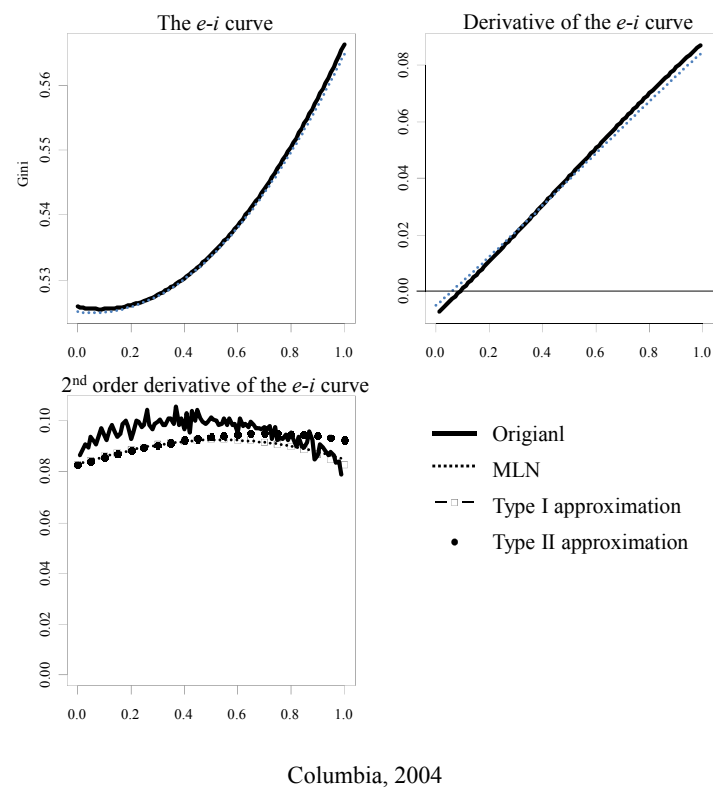 The e-i curve
Derivative of the e-i curve
Gini
0.56
0.55
0.54
0.53
0.0 0.2 0.4 0.6 0.8 1.0
0.08
0.06
0.04
0.02
0.00
0.0 0.2 0.4 0.6 0.8 1.0
2nd order derivative of the e-i curve
0.10
0.08
0.06
0.04
0.02
0.00
0.0 0.2 0.4 0.6 0.8 1.0
Origianl
MLN
Type I approximation
Type II approximation
Columbia, 2004